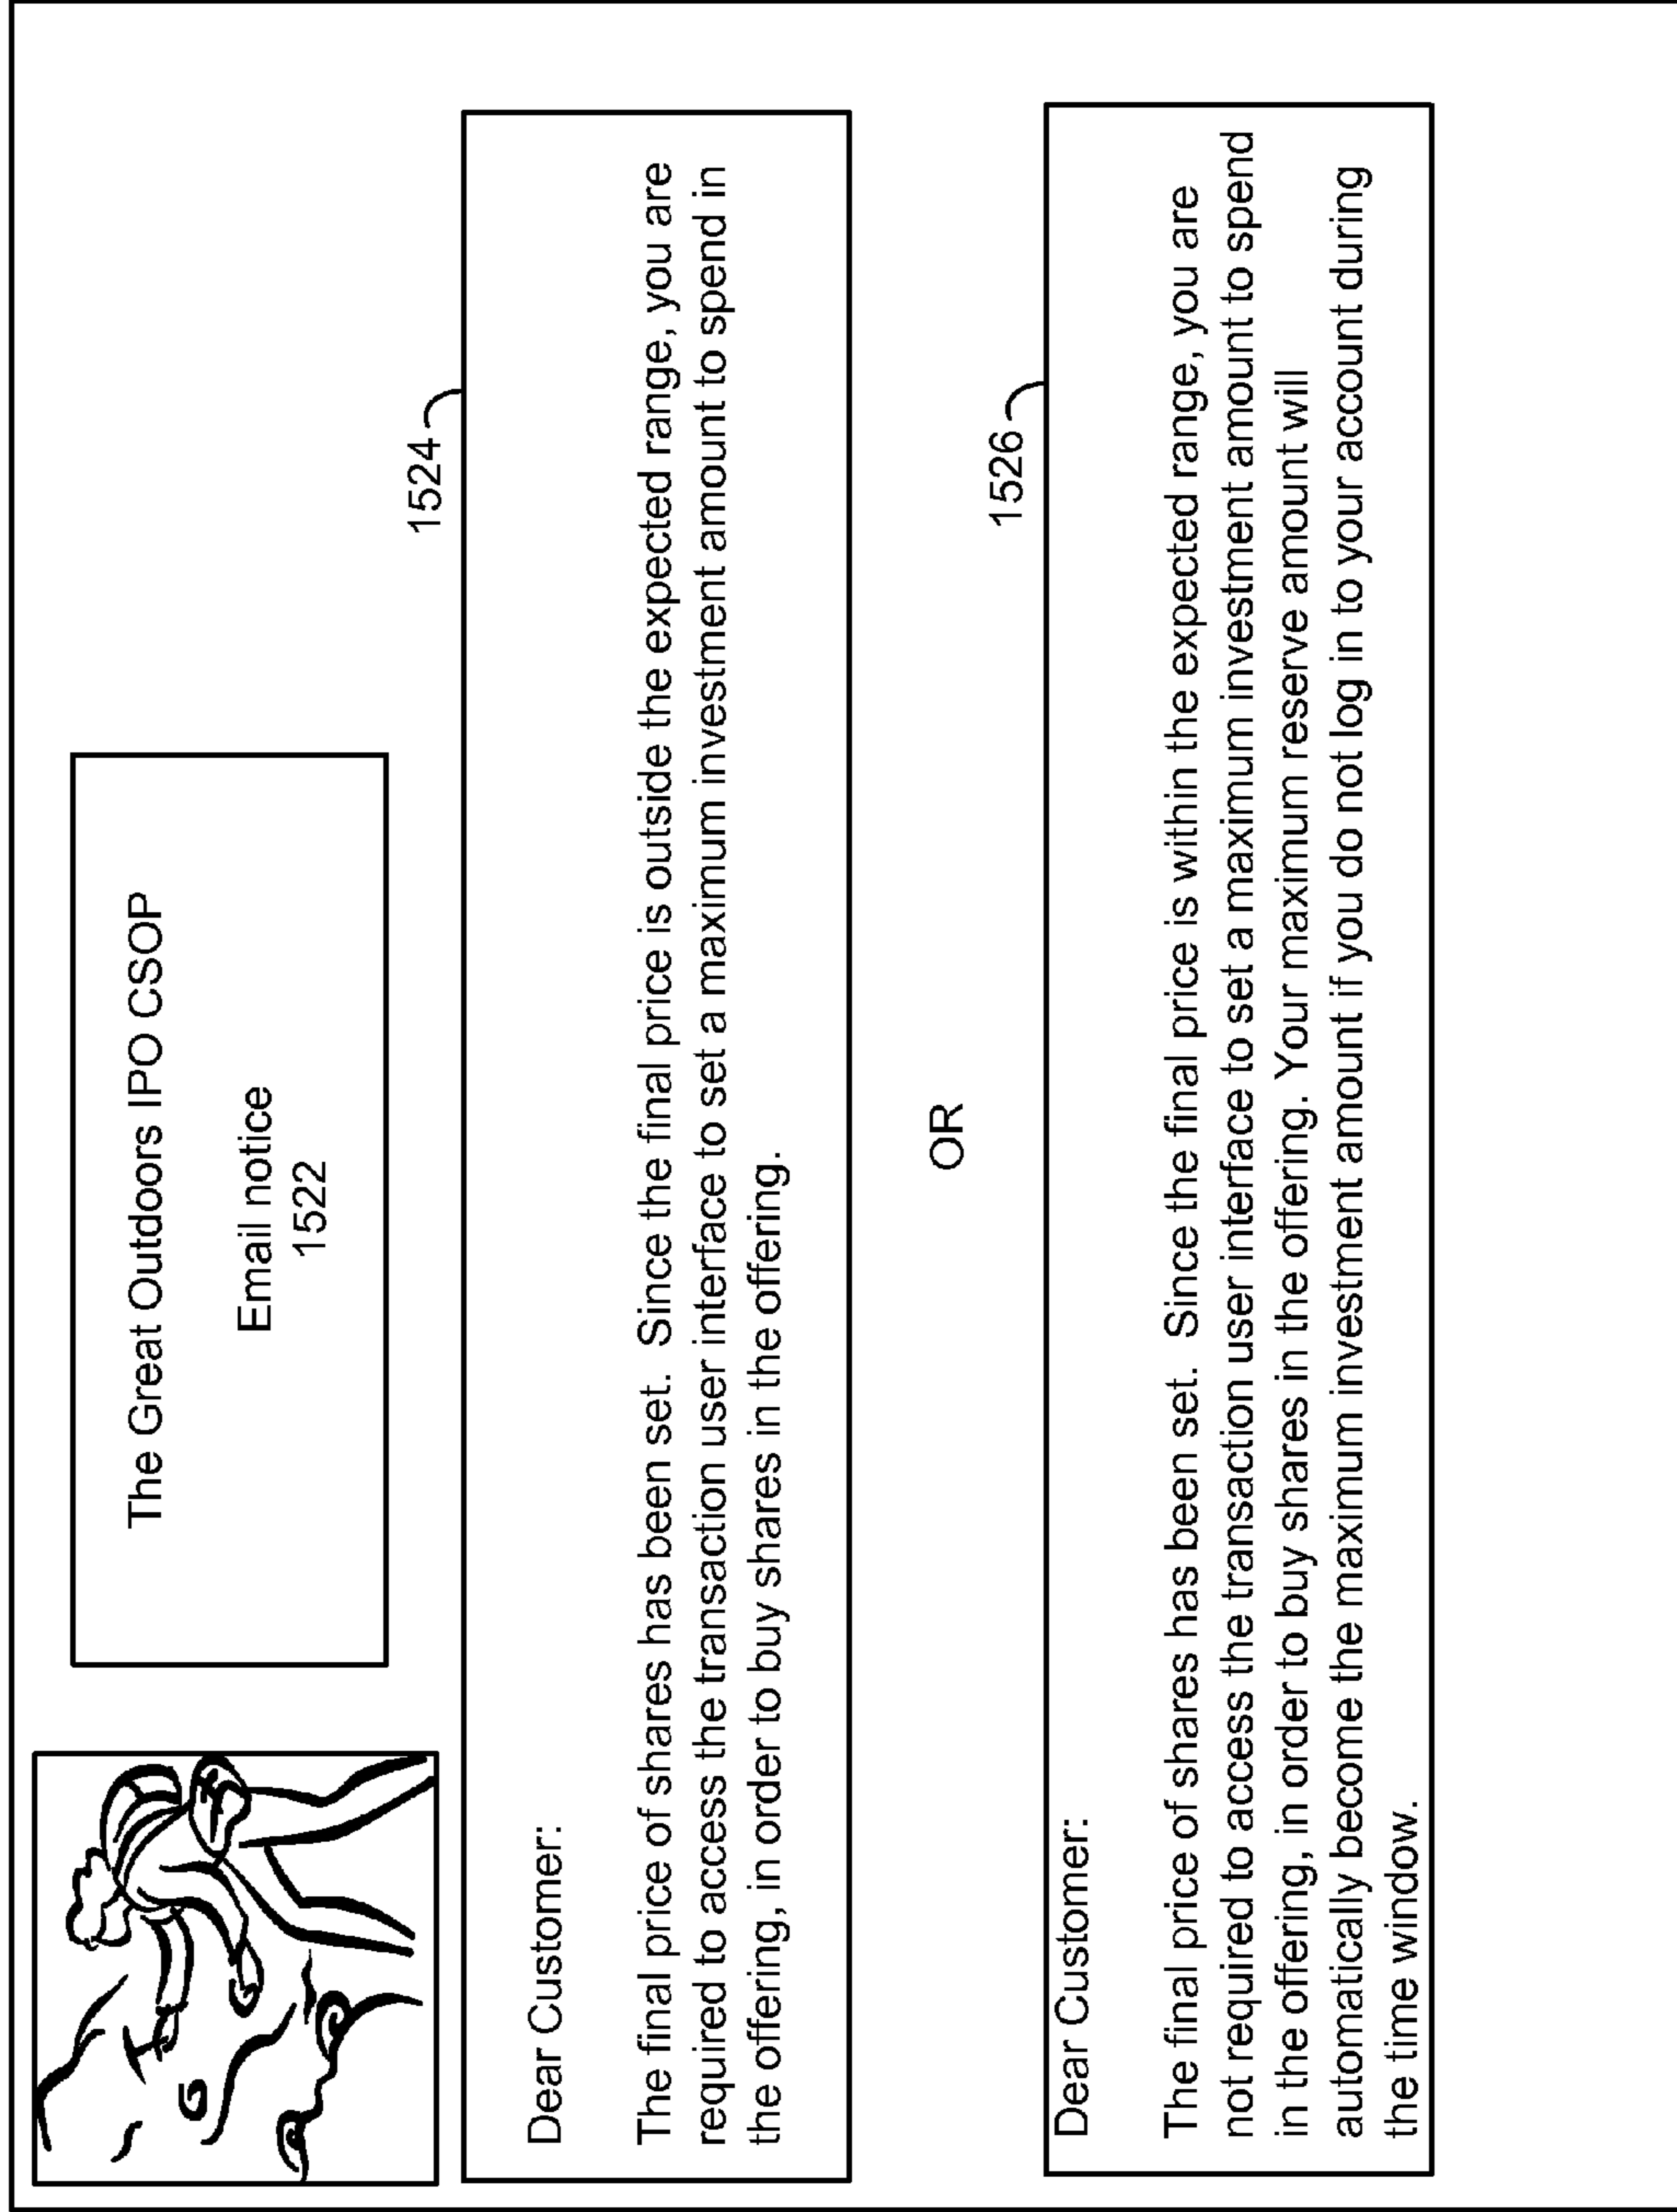 The Great Outdoors IPO CSOP
Email notice
1522
1524
Dear Customer:
The final price of shares has been set.  Since the final price is outside the expected range, you are
required to access the transaction user interface to set a maximum investment amount to spend in
the offering, in order to buy shares in the offering.
OR
1526
Dear Customer:
The final price of shares has been set.  Since the final price is within the expected range, you are
not required to access the transaction user interface to set a maximum investment amount to spend
in the offering, in order to buy shares in the offering.  Your maximum reserve amount will
automatically become the maximum investment amount if you do not log in to your account during
the time window.